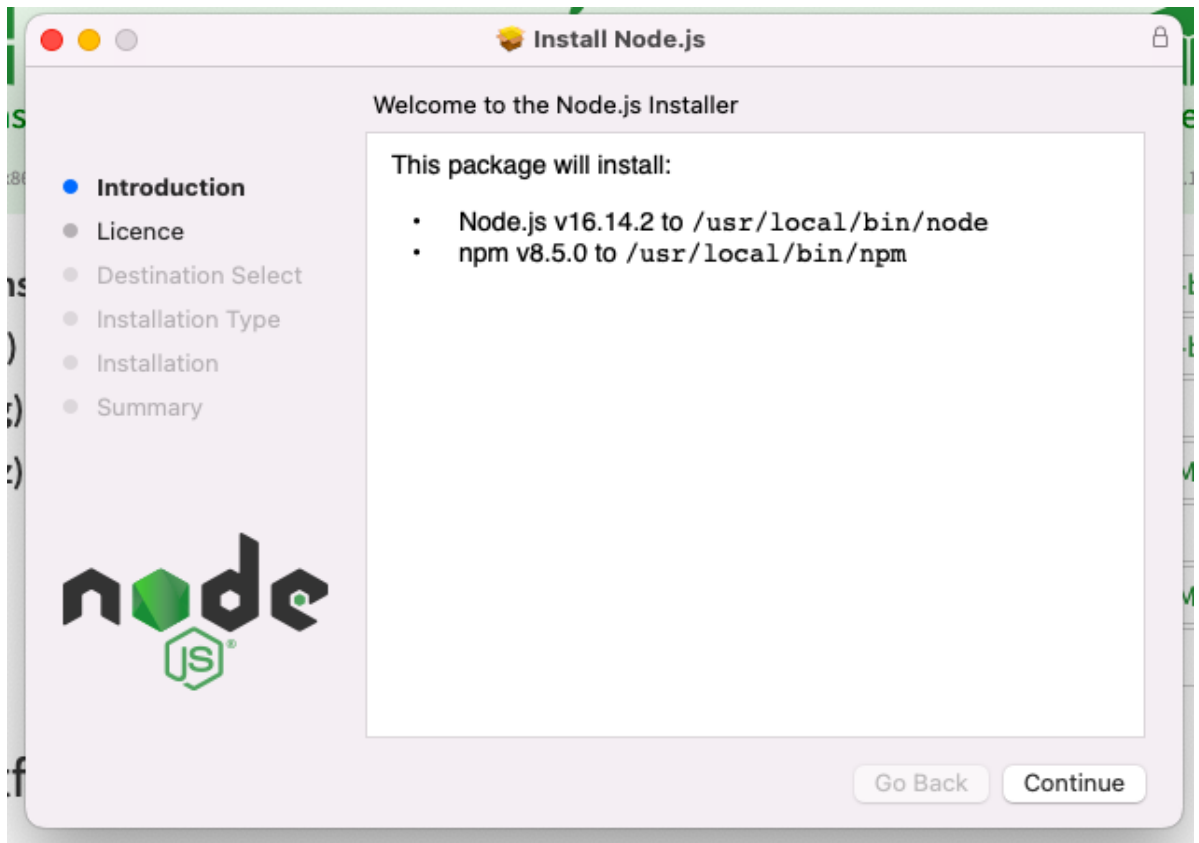 Install Node.js
Welcome to the Node.js Installer
Introduction
Licence
Destination Select
Installation Type
Installation
Summary
This package will install:
• Node.js v16.14.2 to /usr/local/bin/node
• npm v8.5.0 to /usr/local/bin/npm
node
JS®
Go Back
Continue